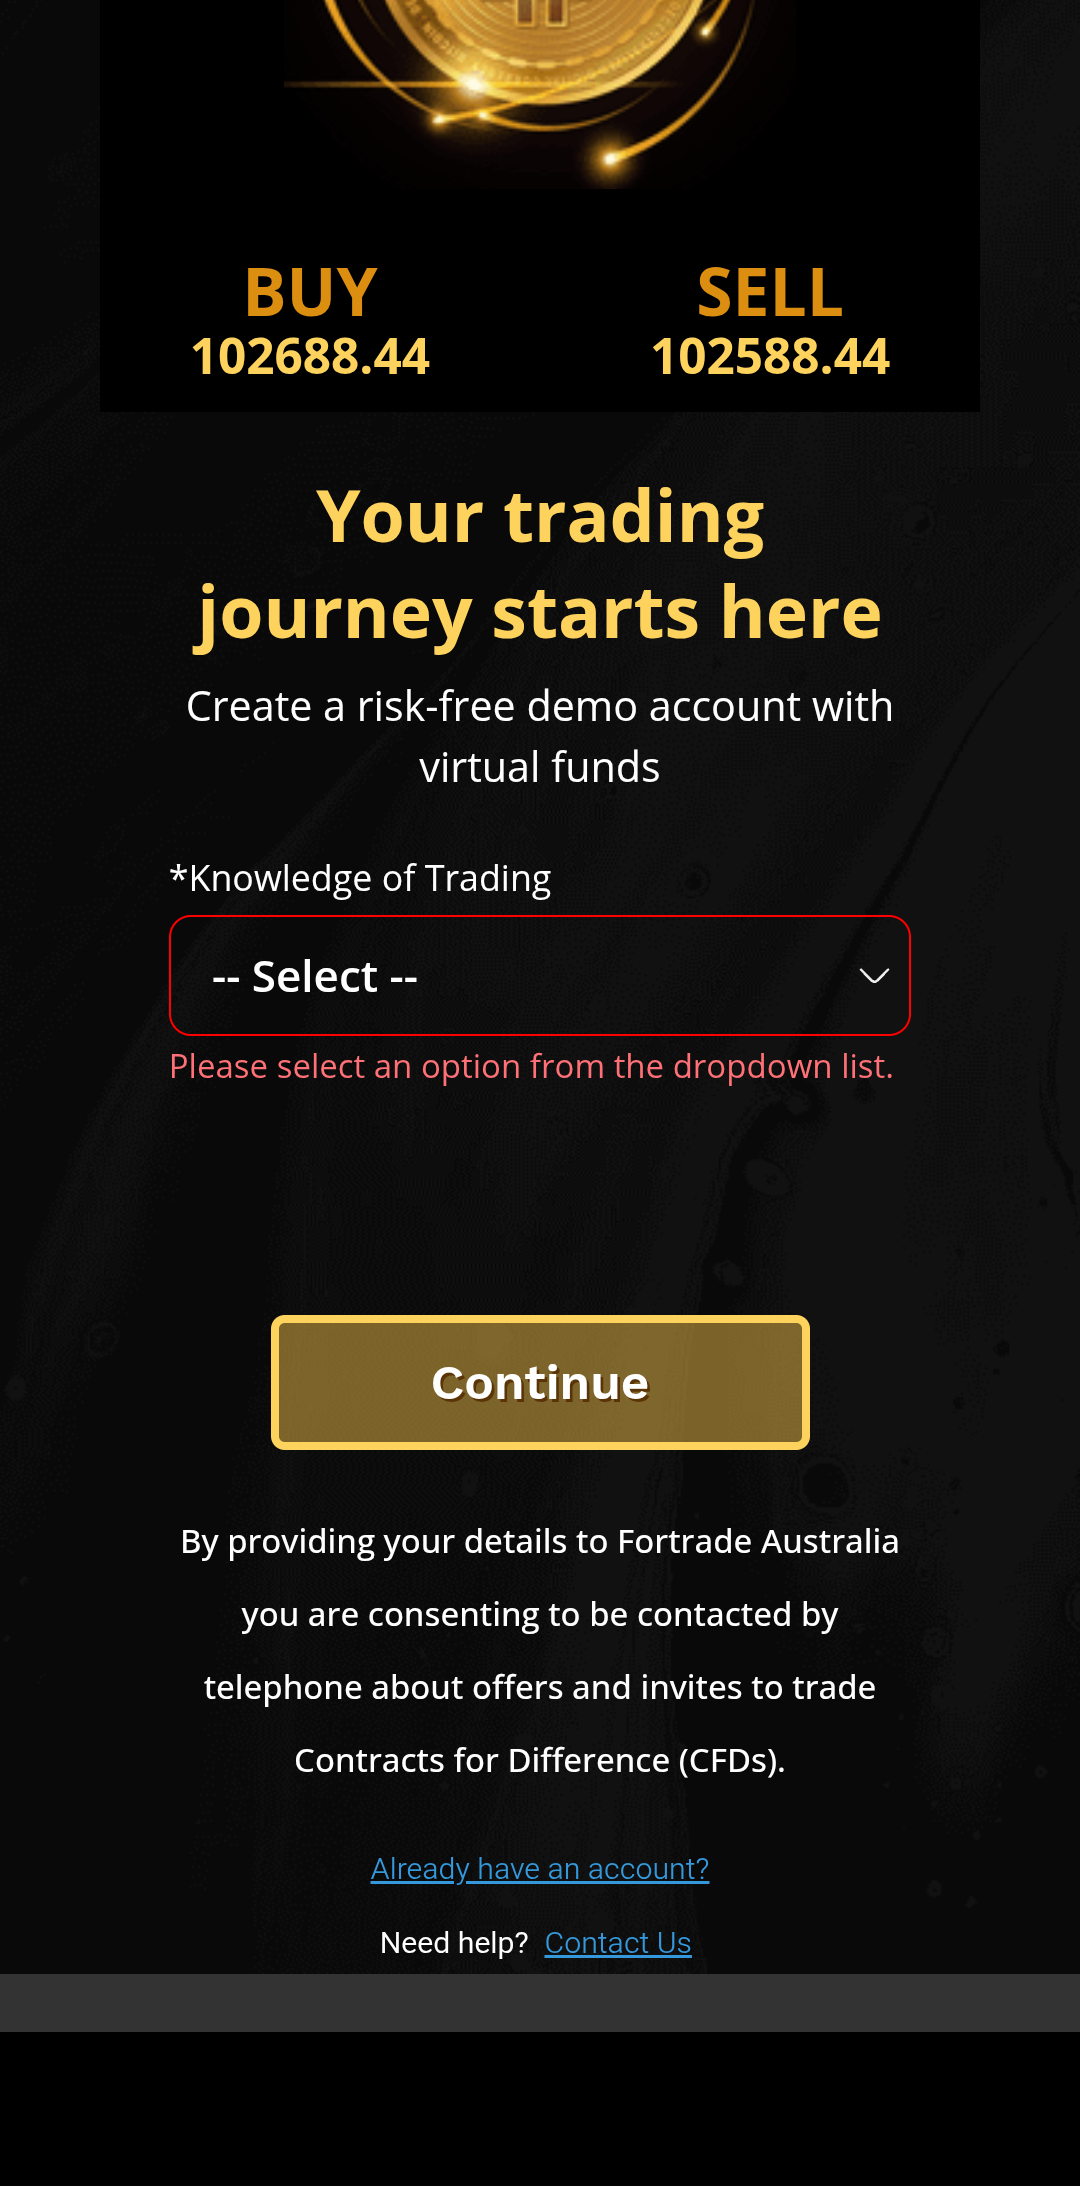 BUY
SELL
102688.44
102588.44
Your trading
journey starts here
Create a risk-free demo account with
virtual funds
*Knowledge of Trading
-- Select --
Please select an option from the dropdown list.
Continue
By providing your details to Fortrade Australia
you are consenting to be contacted by
telephone about offers and invites to trade
Contracts for Difference (CFDs).
Already have an account?
Need help? Contact Us